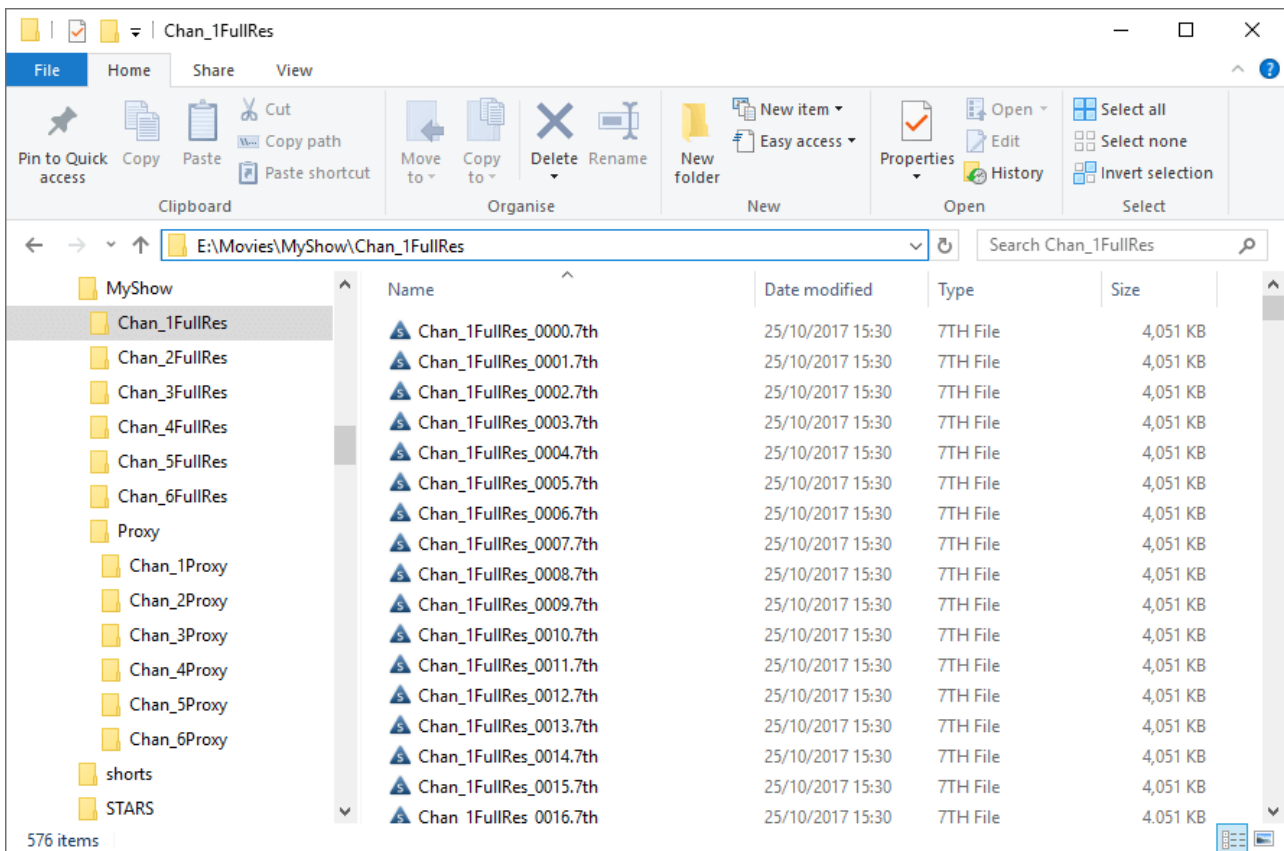 Chan_1FullRes
File Home Share View
Cut
Copy path
Paste shortcut
Pin to Quick access
Copy
Paste
Clipboard
Move to
Copy to
Delete
Rename
Organise
New folder
New item
Easy access
New
Properties
Open
Edit
History
Open
Select all
Select none
Invert selection
Select
E:\Movies\MyShow\Chan_1FullRes
Search Chan_1FullRes
MyShow
Chan_1FullRes
Chan_2FullRes
Chan_3FullRes
Chan_4FullRes
Chan_5FullRes
Chan_6FullRes
Proxy
Chan_1Proxy
Chan_2Proxy
Chan_3Proxy
Chan_4Proxy
Chan_5Proxy
Chan_6Proxy
shorts
STARS
Name Date modified Type Size
Chan_1FullRes_0000.7th 25/10/2017 15:30 7TH File 4,051 KB
Chan_1FullRes_0001.7th 25/10/2017 15:30 7TH File 4,051 KB
Chan_1FullRes_0002.7th 25/10/2017 15:30 7TH File 4,051 KB
Chan_1FullRes_0003.7th 25/10/2017 15:30 7TH File 4,051 KB
Chan_1FullRes_0004.7th 25/10/2017 15:30 7TH File 4,051 KB
Chan_1FullRes_0005.7th 25/10/2017 15:30 7TH File 4,051 KB
Chan_1FullRes_0006.7th 25/10/2017 15:30 7TH File 4,051 KB
Chan_1FullRes_0007.7th 25/10/2017 15:30 7TH File 4,051 KB
Chan_1FullRes_0008.7th 25/10/2017 15:30 7TH File 4,051 KB
Chan_1FullRes_0009.7th 25/10/2017 15:30 7TH File 4,051 KB
Chan_1FullRes_0010.7th 25/10/2017 15:30 7TH File 4,051 KB
Chan_1FullRes_0011.7th 25/10/2017 15:30 7TH File 4,051 KB
Chan_1FullRes_0012.7th 25/10/2017 15:30 7TH File 4,051 KB
Chan_1FullRes_0013.7th 25/10/2017 15:30 7TH File 4,051 KB
Chan_1FullRes_0014.7th 25/10/2017 15:30 7TH File 4,051 KB
Chan_1FullRes_0015.7th 25/10/2017 15:30 7TH File 4,051 KB
Chan_1FullRes_0016.7th 25/10/2017 15:30 7TH File 4,051 KB
576 items